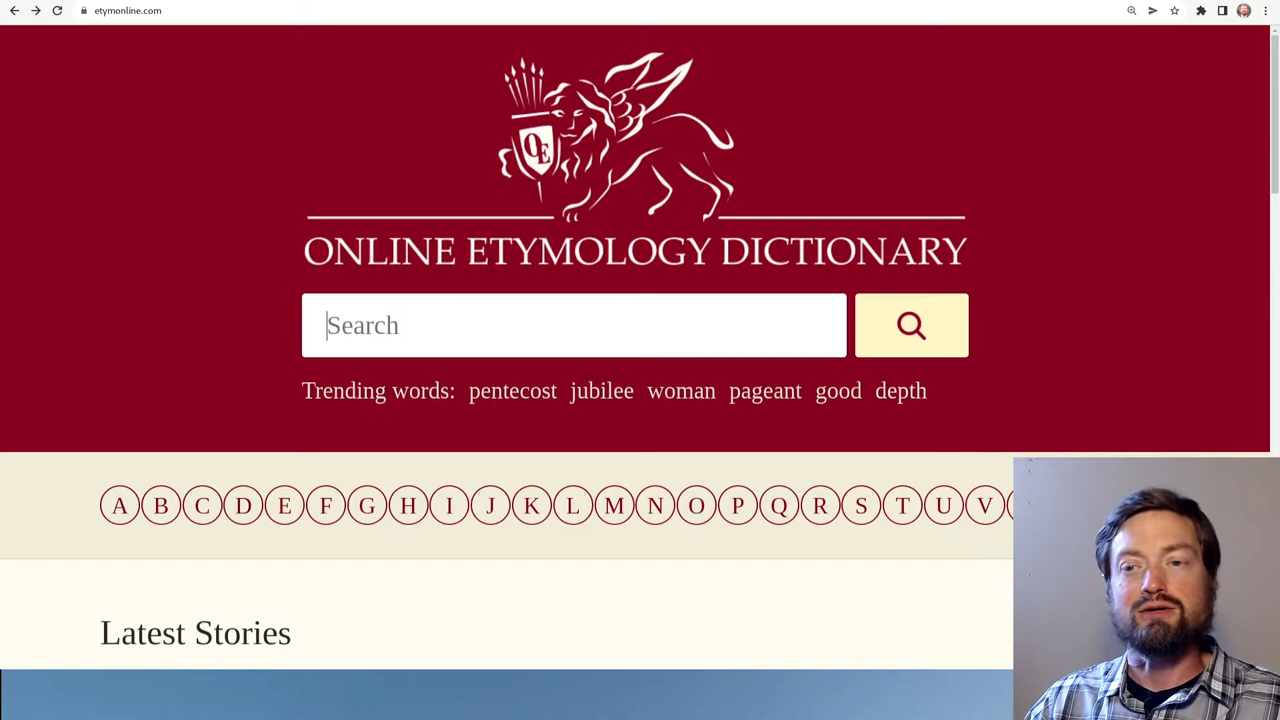 etymonline.com
OE
ONLINE ETYMOLOGY DICTIONARY
Search
Trending words: pentecost jubilee woman pageant good depth
A B C D E F G H I J K L M N O P Q R S T U V
Latest Stories